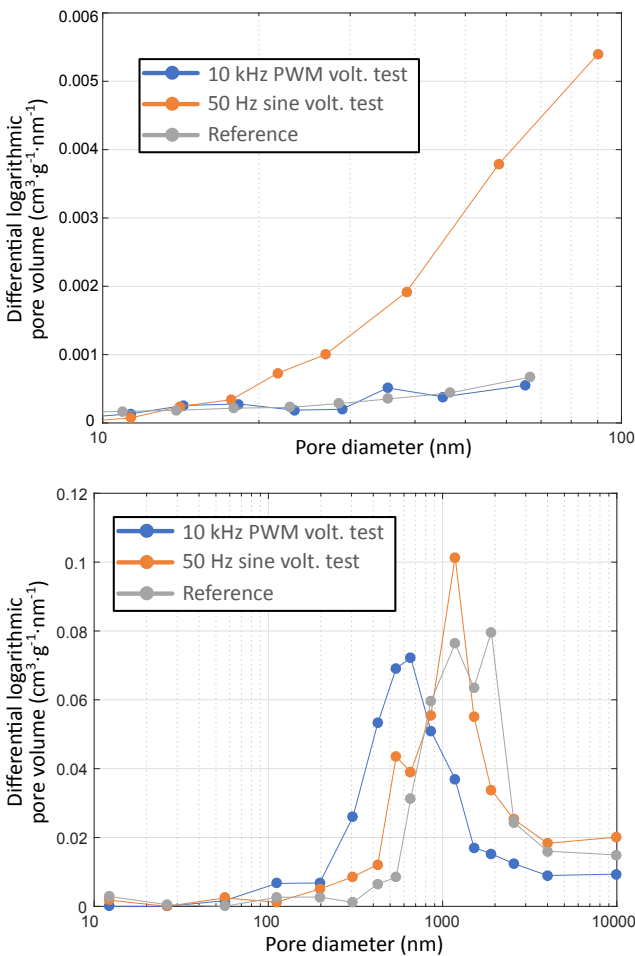 0.006
0.005
0.004
0.003
0.002
0.001
0
10 kHz PWM volt. test
50 Hz sine volt. test
Reference
Differential logarithmic
pore volume (cm³·g⁻¹·nm⁻¹)
10
100
Pore diameter (nm)
0.12
0.1
0.08
0.06
0.04
0.02
0
10 kHz PWM volt. test
50 Hz sine volt. test
Reference
Differential logarithmic
pore volume (cm³·g⁻¹·nm⁻¹)
10
100
1000
10000
Pore diameter (nm)